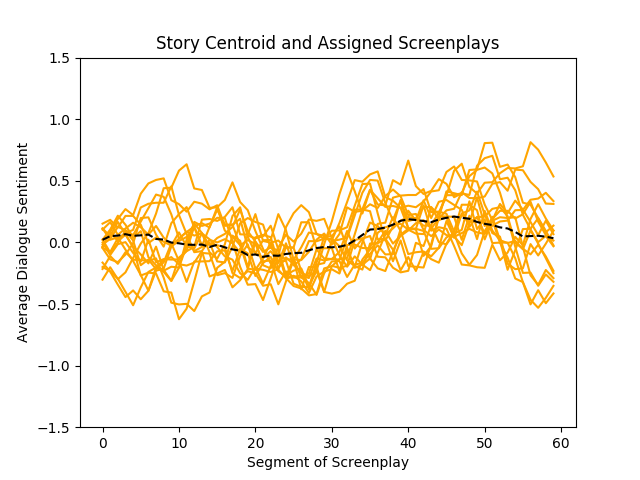 Story Centroid and Assigned Screenplays
1.5
1.0
0.5
0.0
−0.5
−1.0
−1.5
Average Dialogue Sentiment
0 10 20 30 40 50 60
Segment of Screenplay